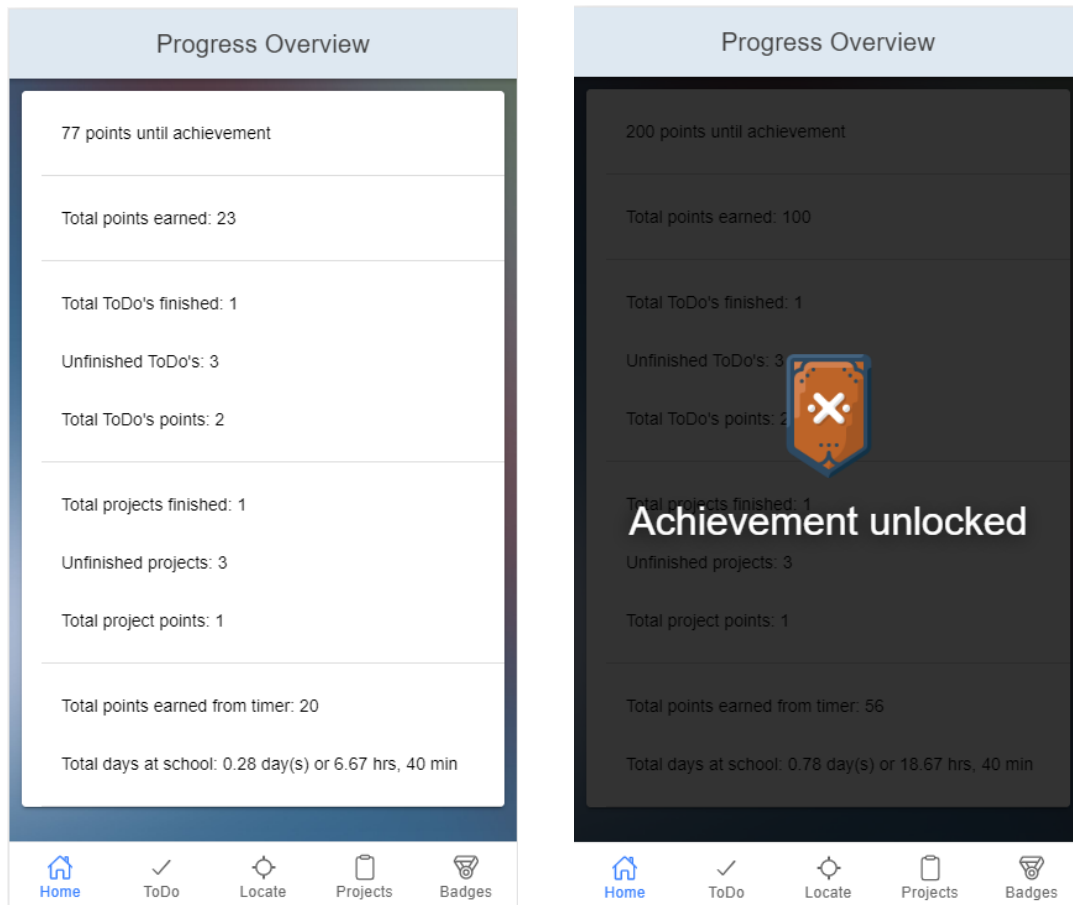 Progress Overview
77 points until achievement
Total points earned: 23
Total ToDo's finished: 1
Unfinished ToDo's: 3
Total ToDo's points: 2
Total projects finished: 1
Unfinished projects: 3
Total project points: 1
Total points earned from timer: 20
Total days at school: 0.28 day(s) or 6.67 hrs, 40 min
Home ToDo Locate Projects Badges
Progress Overview
200 points until achievement
Total points earned: 100
Total ToDo's finished: 1
Unfinished ToDo's: 3
Total ToDo's points: 2
Total projects finished: 1
Achievement unlocked
Unfinished projects: 3
Total project points: 1
Total points earned from timer: 56
Total days at school: 0.78 day(s) or 18.67 hrs, 40 min
Home ToDo Locate Projects Badges